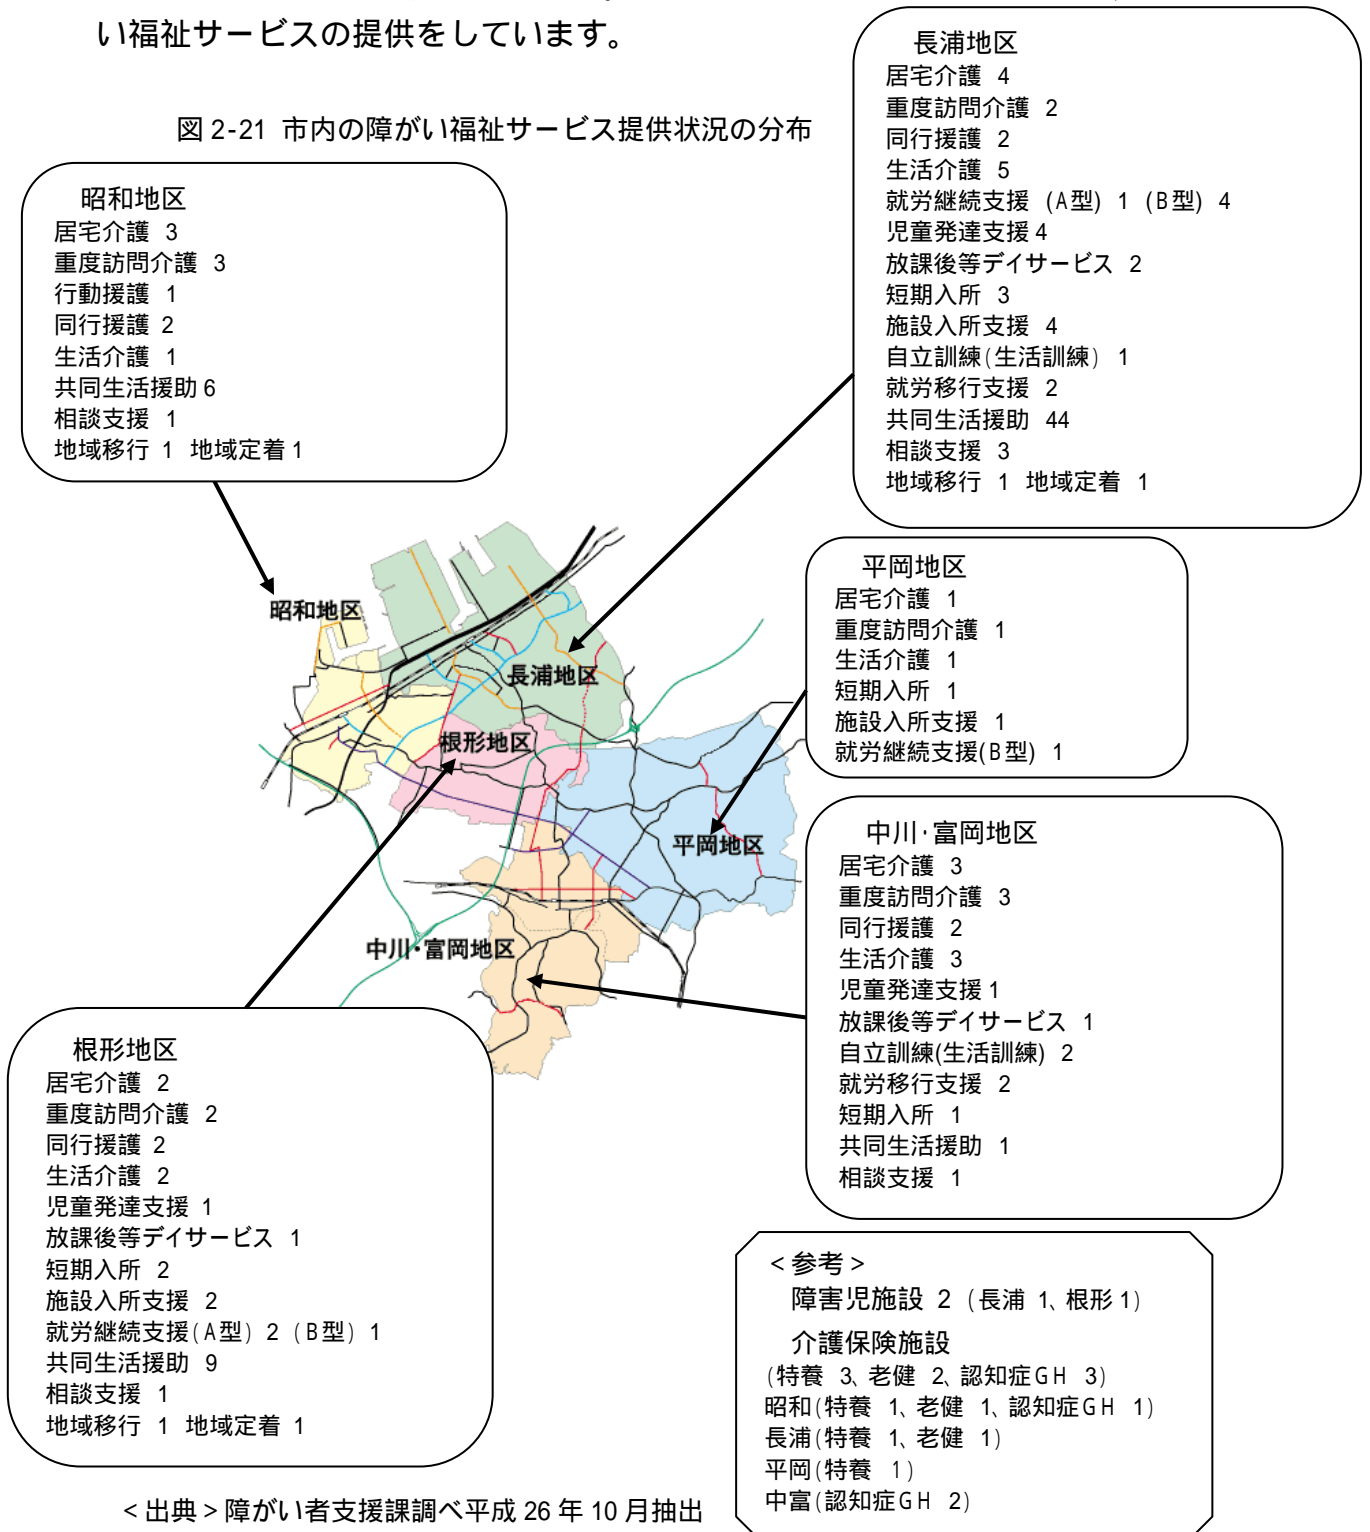 い福祉サービスの提供をしています。
図 2-21 市内の障がい福祉サービス提供状況の分布
昭和地区
居宅介護 3
重度訪問介護 3
行動援護 1
同行援護 2
生活介護 1
共同生活援助 6
相談支援 1
地域移行 1 地域定着 1
長浦地区
居宅介護 4
重度訪問介護 2
同行援護 2
生活介護 5
就労継続支援 (A型) 1 (B型) 4
児童発達支援 4
放課後等デイサービス 2
短期入所 3
施設入所支援 4
自立訓練(生活訓練) 1
就労移行支援 2
共同生活援助 44
相談支援 3
地域移行 1 地域定着 1
平岡地区
居宅介護 1
重度訪問介護 1
生活介護 1
短期入所 1
施設入所支援 1
就労継続支援(B型) 1
昭和地区
長浦地区
根形地区
平岡地区
中川・富岡地区
中川・富岡地区
居宅介護 3
重度訪問介護 3
同行援護 2
生活介護 3
児童発達支援 1
放課後等デイサービス 1
自立訓練(生活訓練) 2
就労移行支援 2
短期入所 1
共同生活援助 1
相談支援 1
根形地区
居宅介護 2
重度訪問介護 2
同行援護 2
生活介護 2
児童発達支援 1
放課後等デイサービス 1
短期入所 2
施設入所支援 2
就労継続支援(A型) 2 (B型) 1
共同生活援助 9
相談支援 1
地域移行 1 地域定着 1
<参考>
障害児施設 2 (長浦 1、根形 1)
介護保険施設
(特養 3、老健 2、認知症GH 3)
昭和(特養 1、老健 1、認知症GH 1)
長浦(特養 1、老健 1)
平岡(特養 1)
中富(認知症GH 2)
<出典>障がい者支援課調べ平成 26 年 10 月抽出